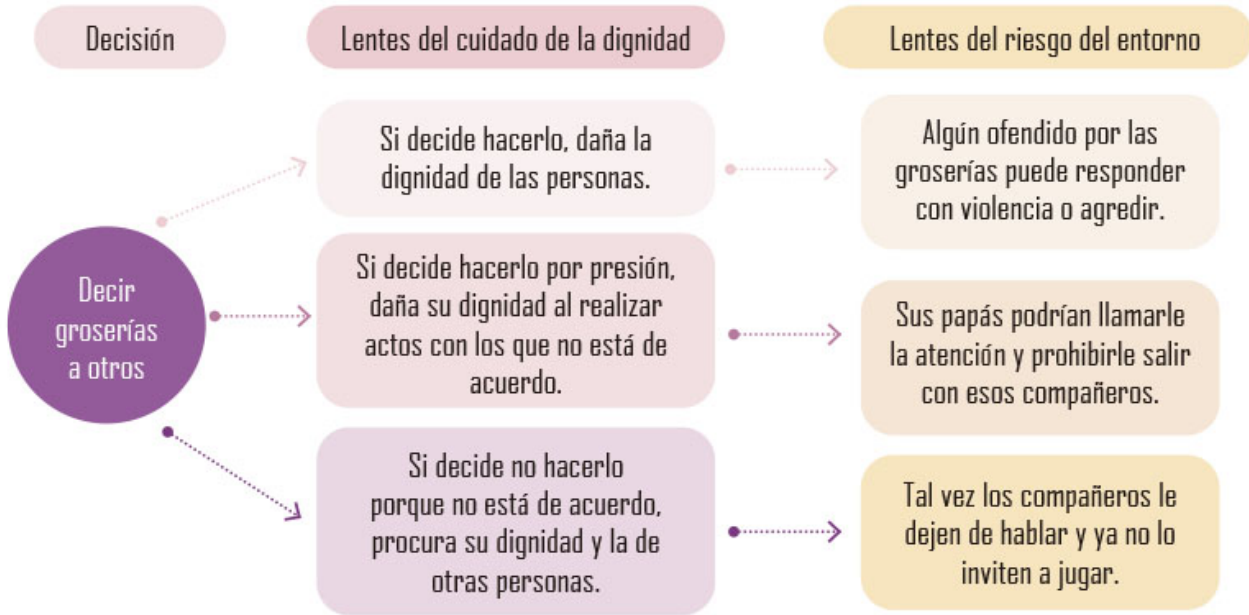 Decisión
Lentes del cuidado de la dignidad
Lentes del riesgo del entorno
Decir
groserías
a otros
Si decide hacerlo, daña la
dignidad de las personas.
Algún ofendido por las
groserías puede responder
con violencia o agredir.
Si decide hacerlo por presión,
daña su dignidad al realizar
actos con los que no está de
acuerdo.
Sus papás podrían llamarle
la atención y prohibirle salir
con esos compañeros.
Si decide no hacerlo
porque no está de acuerdo,
procura su dignidad y la de
otras personas.
Tal vez los compañeros le
dejen de hablar y ya no lo
inviten a jugar.